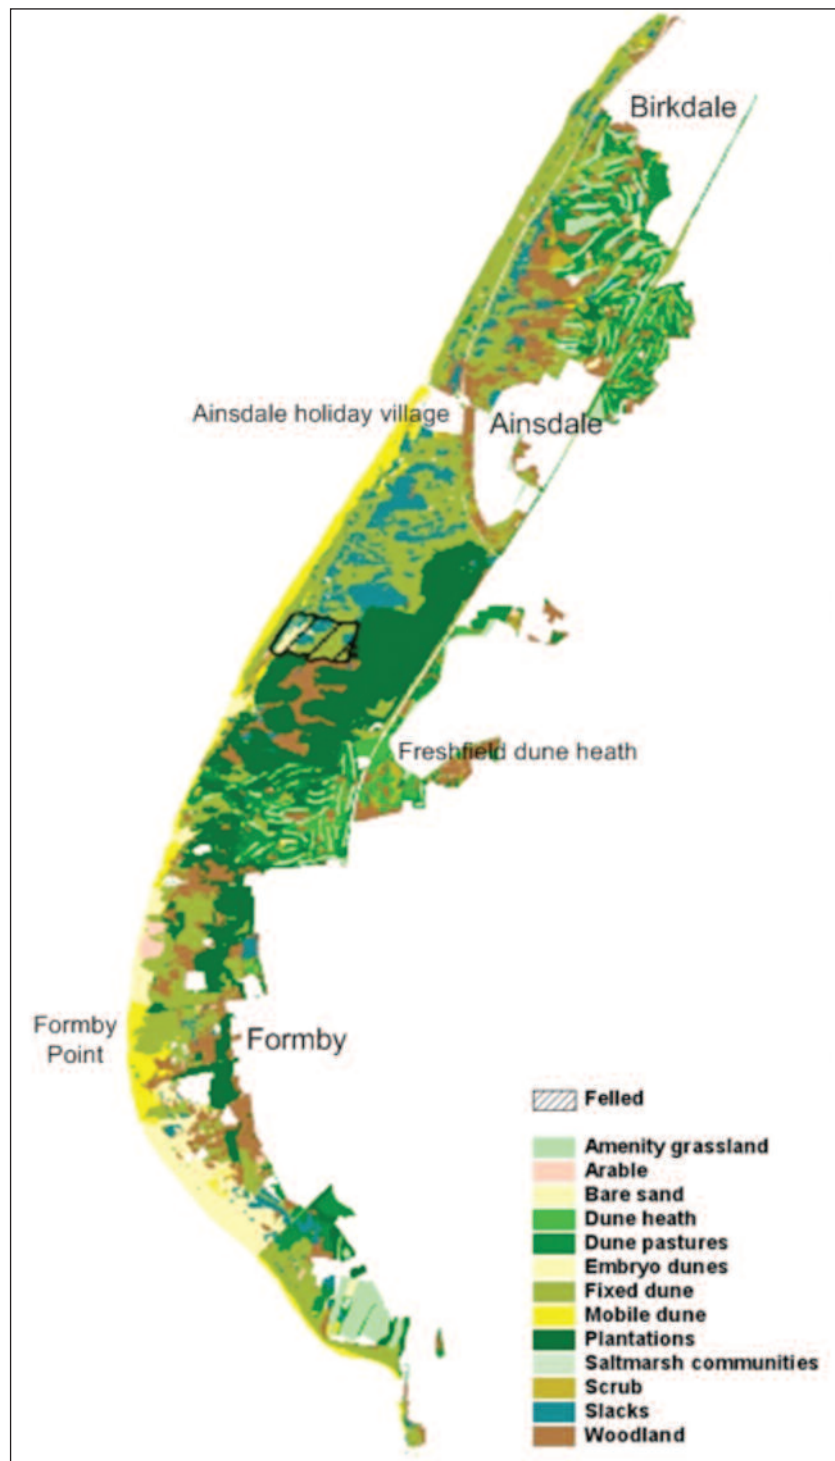 Birkdale
Ainsdale holiday village
Ainsdale
Freshfield dune heath
Formby
Point
Formby
Felled
Amenity grassland
Arable
Bare sand
Dune heath
Dune pastures
Embryo dunes
Fixed dune
Mobile dune
Plantations
Saltmarsh communities
Scrub
Slacks
Woodland